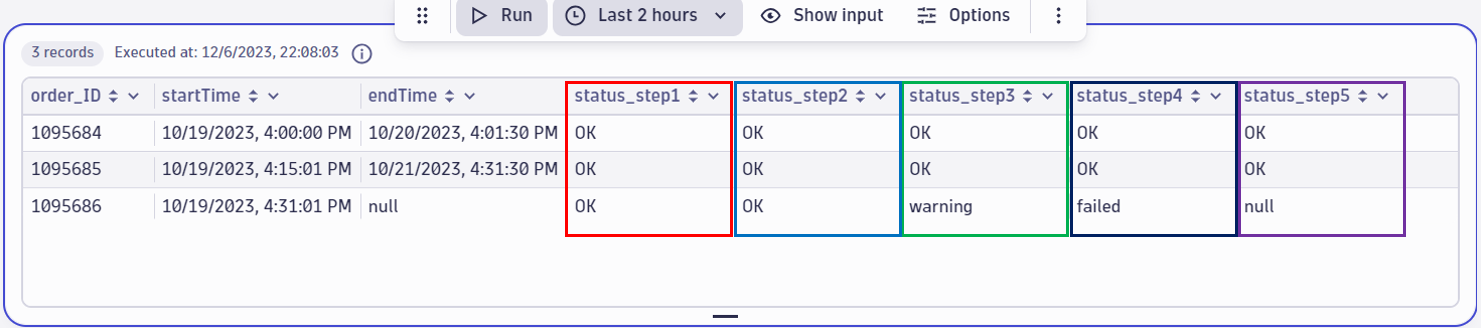 Run Last 2 hours Show input Options
3 records Executed at: 12/6/2023, 22:08:03
order_ID startTime endTime status_step1 status_step2 status_step3 status_step4 status_step5
1095684 10/19/2023, 4:00:00 PM 10/20/2023, 4:01:30 PM OK OK OK OK OK
1095685 10/19/2023, 4:15:01 PM 10/21/2023, 4:31:30 PM OK OK OK OK OK
1095686 10/19/2023, 4:31:01 PM null OK OK warning failed null